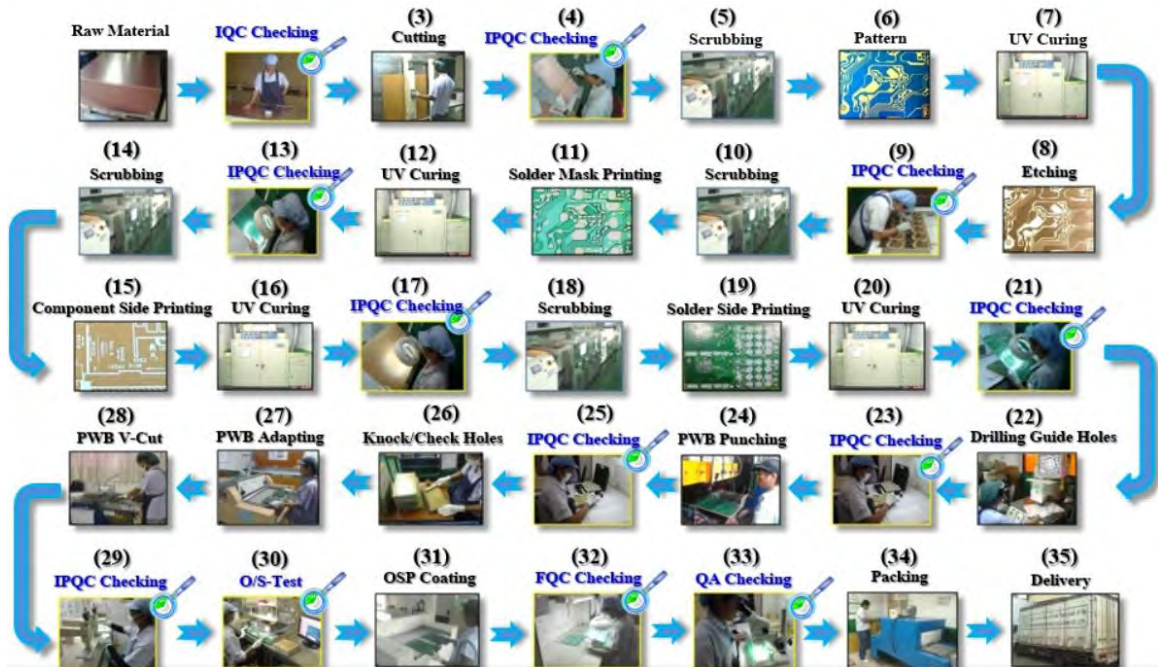 Raw Material
IQC Checking
(3)
Cutting
(4)
IPQC Checking
(5)
Scrubbing
(6)
Pattern
(7)
UV Curing
(14)
Scrubbing
(13)
IPQC Checking
(12)
UV Curing
(11)
Solder Mask Printing
(10)
Scrubbing
(9)
IPQC Checking
(8)
Etching
(15)
Component Side Printing
(16)
UV Curing
(17)
IPQC Checking
(18)
Scrubbing
(19)
Solder Side Printing
(20)
UV Curing
(21)
IPQC Checking
(28)
PWB V-Cut
(27)
PWB Adapting
(26)
Knock/Check Holes
(25)
IPQC Checking
(24)
PWB Punching
(23)
IPQC Checking
(22)
Drilling Guide Holes
(29)
IPQC Checking
(30)
O/S-Test
(31)
OSP Coating
(32)
FQC Checking
(33)
QA Checking
(34)
Packing
(35)
Delivery